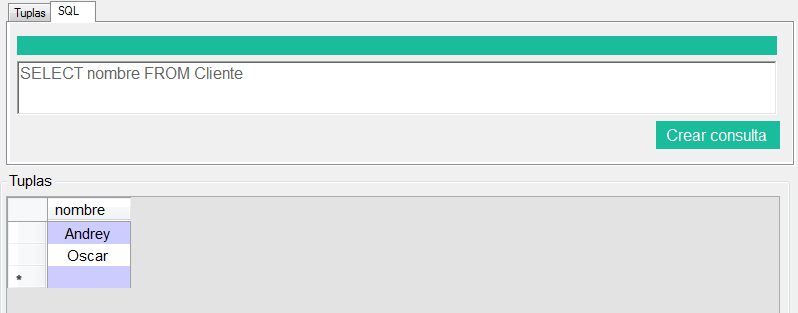 Tuplas SQL
SELECT nombre FROM Cliente
Crear consulta
Tuplas
nombre
Andrey
Oscar
*